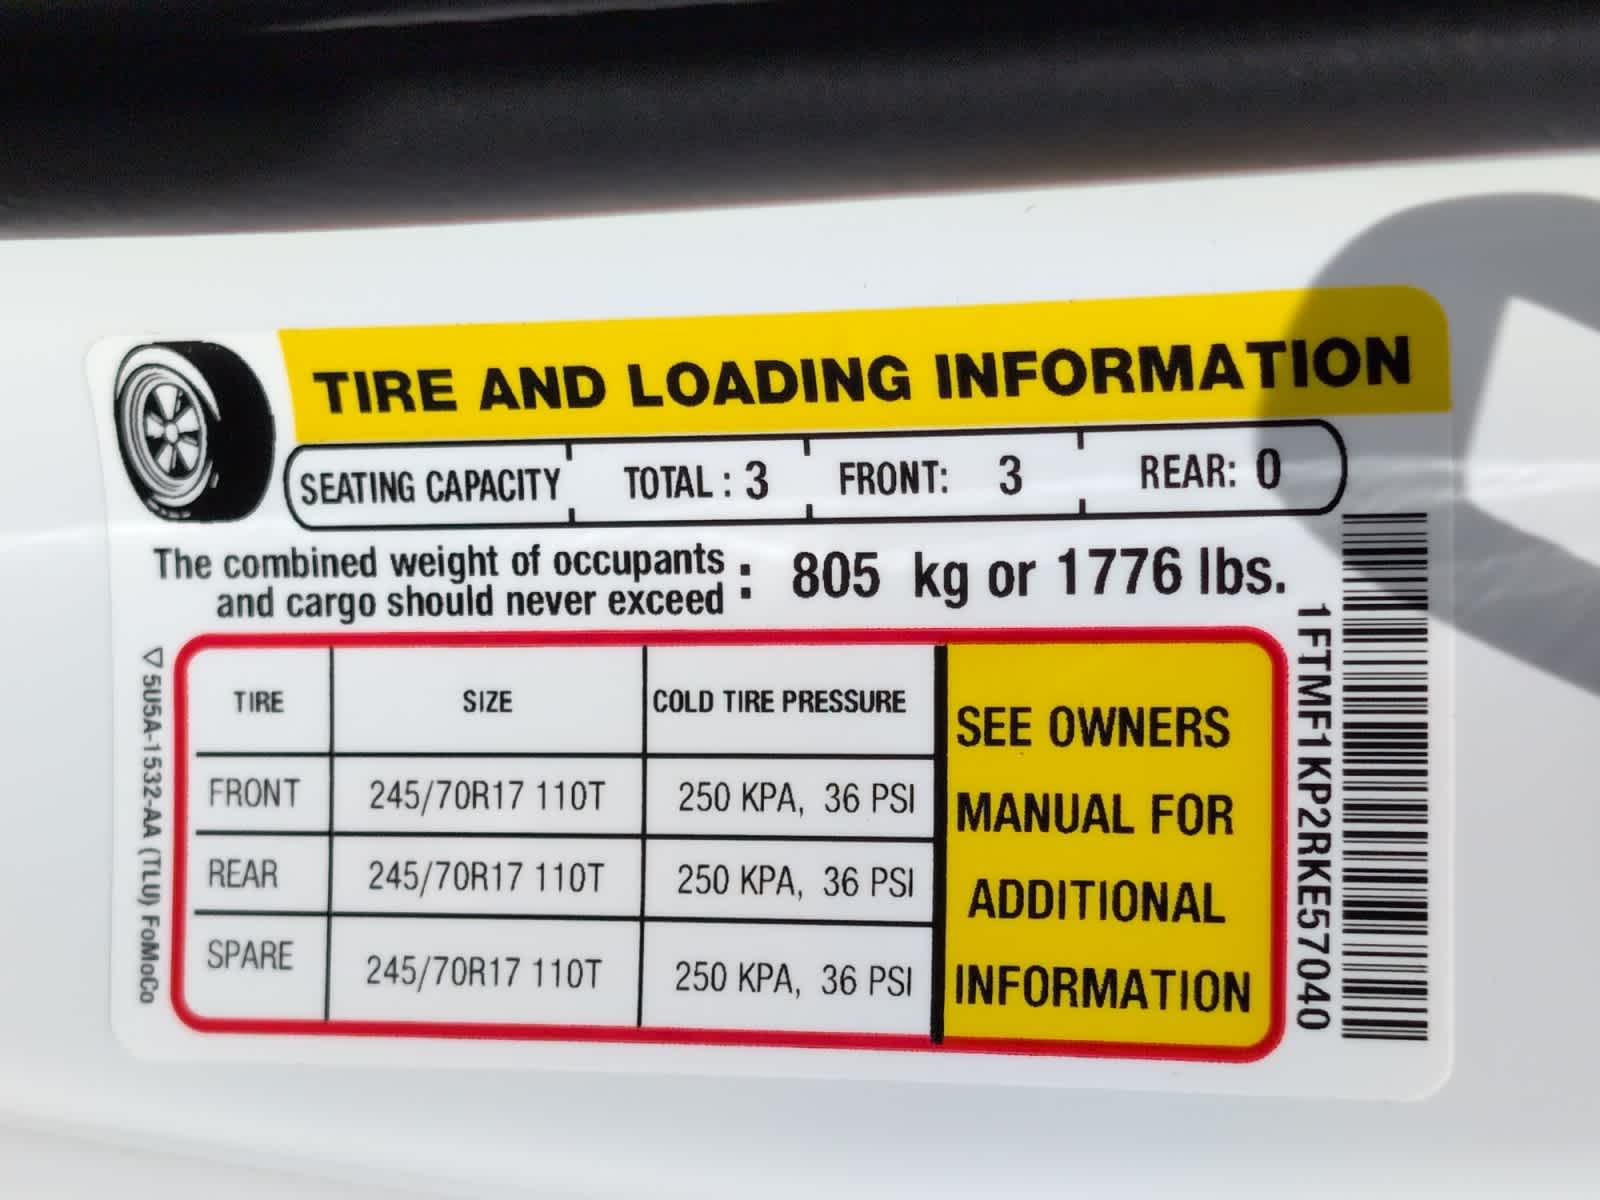 TIRE AND LOADING INFORMATION
SEATING CAPACITY TOTAL : 3 FRONT: 3 REAR: 0
The combined weight of occupants
and cargo should never exceed : 805 kg or 1776 lbs.
TIRE SIZE COLD TIRE PRESSURE
FRONT 245/70R17 110T 250 KPA, 36 PSI
REAR 245/70R17 110T 250 KPA, 36 PSI
SPARE 245/70R17 110T 250 KPA, 36 PSI
SEE OWNERS
MANUAL FOR
ADDITIONAL
INFORMATION
5U5A-1532-AA (TLU) FoMoCo
1FTMF1KP2RKE57040